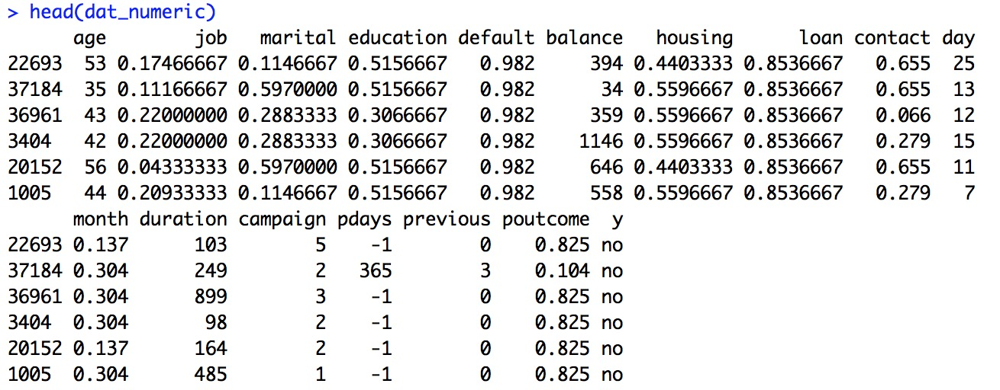 > head(dat_numeric)
age job marital education default balance housing loan contact day
22693 53 0.17466667 0.1146667 0.5156667 0.982 394 0.4403333 0.8536667 0.655 25
37184 35 0.11166667 0.5970000 0.5156667 0.982 34 0.5596667 0.8536667 0.655 13
36961 43 0.22000000 0.2883333 0.3066667 0.982 359 0.5596667 0.8536667 0.066 12
3404 42 0.22000000 0.2883333 0.3066667 0.982 1146 0.5596667 0.8536667 0.279 15
20152 56 0.04333333 0.5970000 0.5156667 0.982 646 0.4403333 0.8536667 0.655 11
1005 44 0.20933333 0.1146667 0.5156667 0.982 558 0.5596667 0.8536667 0.279 7
month duration campaign pdays previous poutcome y
22693 0.137 103 5 -1 0 0.825 no
37184 0.304 249 2 365 3 0.104 no
36961 0.304 899 3 -1 0 0.825 no
3404 0.304 98 2 -1 0 0.825 no
20152 0.137 164 2 -1 0 0.825 no
1005 0.304 485 1 -1 0 0.825 no